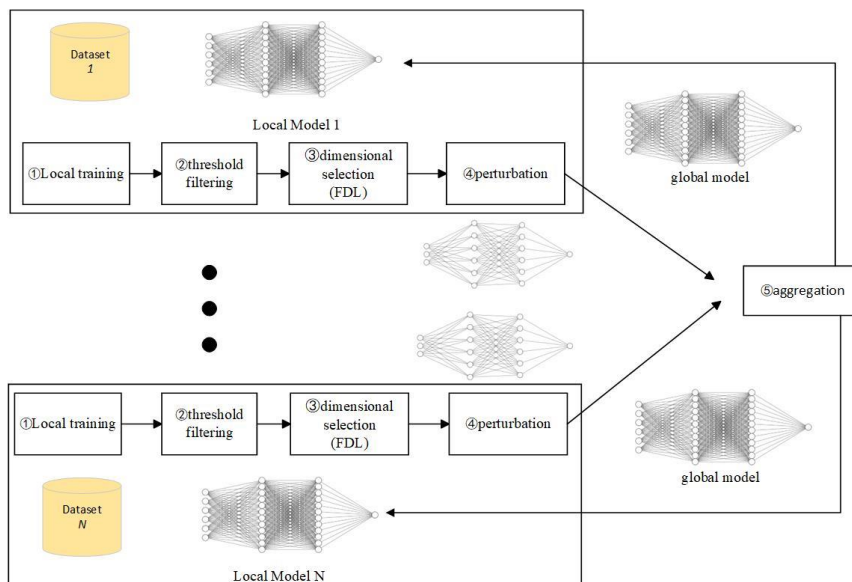 Dataset
1
Local Model 1
①Local training
②threshold
filtering
③dimensional
selection
(FDL)
④perturbation
global model
⑤aggregation
①Local training
②threshold
filtering
③dimensional
selection
(FDL)
④perturbation
global model
Dataset
N
Local Model N